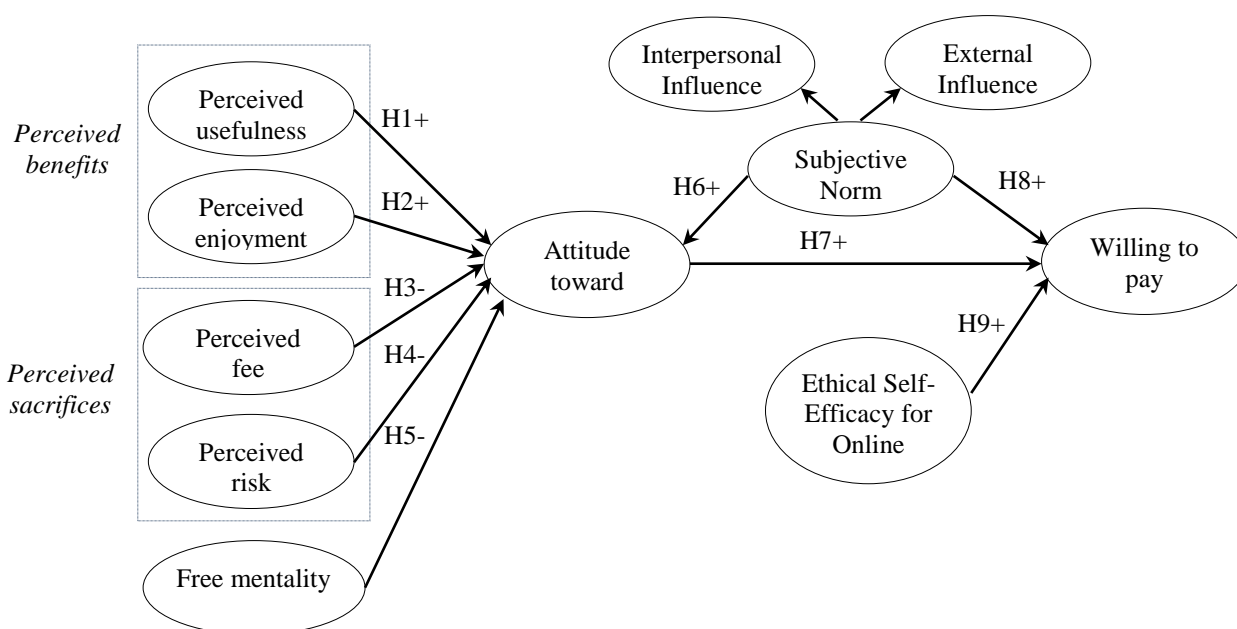 Perceived
benefits
Perceived
usefulness
Perceived
enjoyment
Perceived
sacrifices
Perceived
fee
Perceived
risk
Free mentality
H1+
H2+
H3-
H4-
H5-
Attitude
toward
Interpersonal
Influence
External
Influence
Subjective
Norm
H6+
H8+
H7+
Willing to
pay
H9+
Ethical Self-
Efficacy for
Online